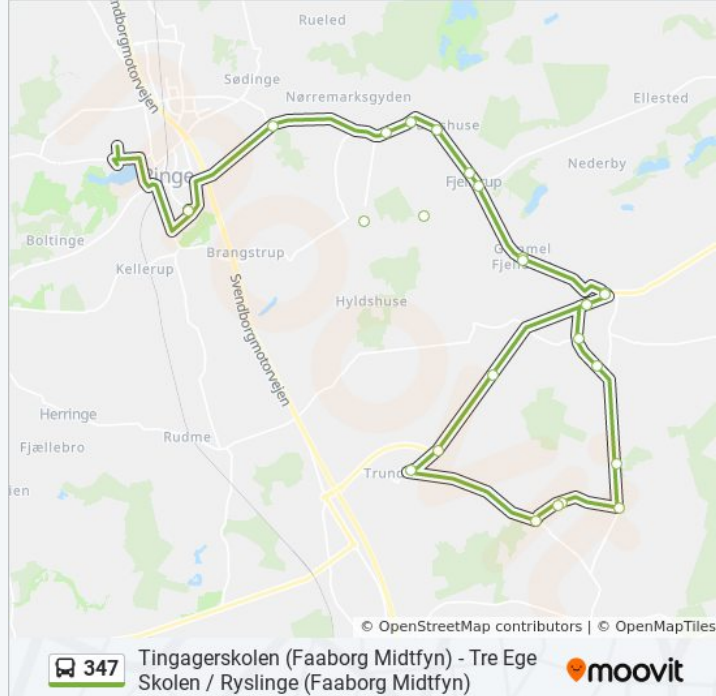 Rueled
Svendborgmotorvejen
Sødinge
Nørremarksgyden
Ellested
Nederby
Ringe
Boltinge
Kellerup
Brangstrup
Svendborgmotorvejen
Hyldshuse
Herringe
Fjællebro
Rudme
© OpenStreetMap contributors | © OpenMapTiles
347
Tingagerskolen (Faaborg Midtfyn) - Tre Ege
Skolen / Ryslinge (Faaborg Midtfyn)
moovit